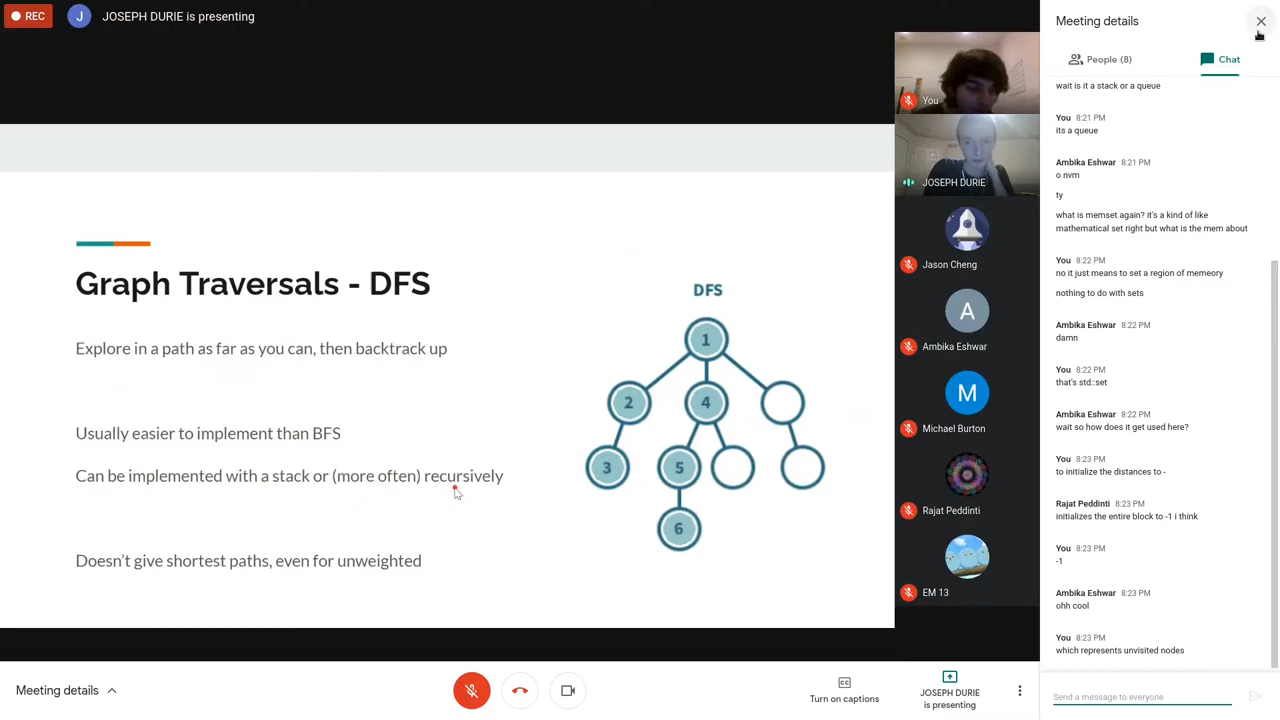 REC
J
JOSEPH DURIE is presenting
Graph Traversals - DFS
Explore in a path as far as you can, then backtrack up
Usually easier to implement than BFS
Can be implemented with a stack or (more often) recursively
Doesn't give shortest paths, even for unweighted
DFS
1
2
4
3
5
6
You
JOSEPH DURIE
Jason Cheng
A
Ambika Eshwar
M
Michael Burton
Rajat Peddinti
EM 13
Meeting details
People (8)
Chat
wait is it a stack or a queue
You 8:21 PM
its a queue
Ambika Eshwar 8:21 PM
o nvm
ty
what is memset again? it's a kind of like
mathematical set right but what is the mem about
You 8:22 PM
no it just means to set a region of memeory
nothing to do with sets
Ambika Eshwar 8:22 PM
damn
You 8:22 PM
that's std::set
Ambika Eshwar 8:22 PM
wait so how does it get used here?
You 8:23 PM
to initialize the distances to -
Rajat Peddinti 8:23 PM
initializes the entire block to -1 i think
You 8:23 PM
-1
Ambika Eshwar 8:23 PM
ohh cool
You 8:23 PM
which represents unvisited nodes
Send a message to everyone
Meeting details
CC
Turn on captions
JOSEPH DURIE
is presenting